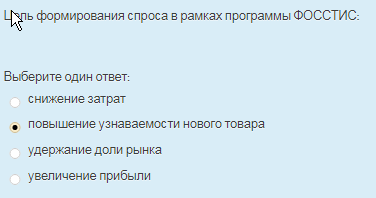 Цель формирования спроса в рамках программы ФОССТИС:
Выберите один ответ:
снижение затрат
повышение узнаваемости нового товара
удержание доли рынка
увеличение прибыли